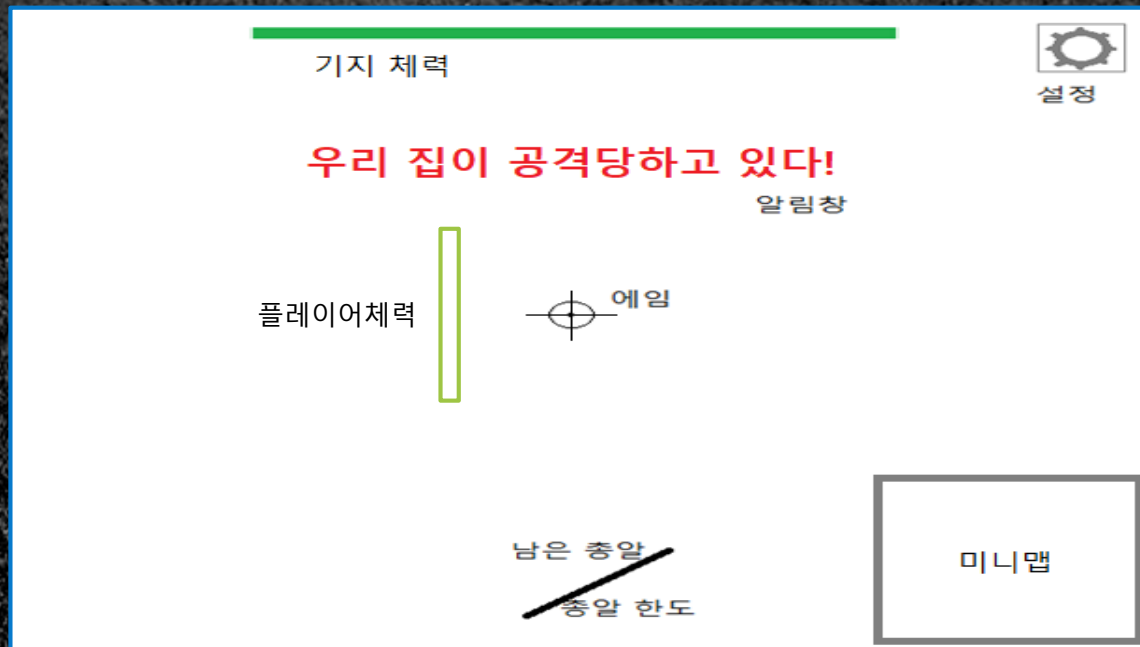 기지 체력
설정
우리 집이 공격당하고 있다!
알림창
에임
플레이어체력
남은 총알
총알 한도
미니맵